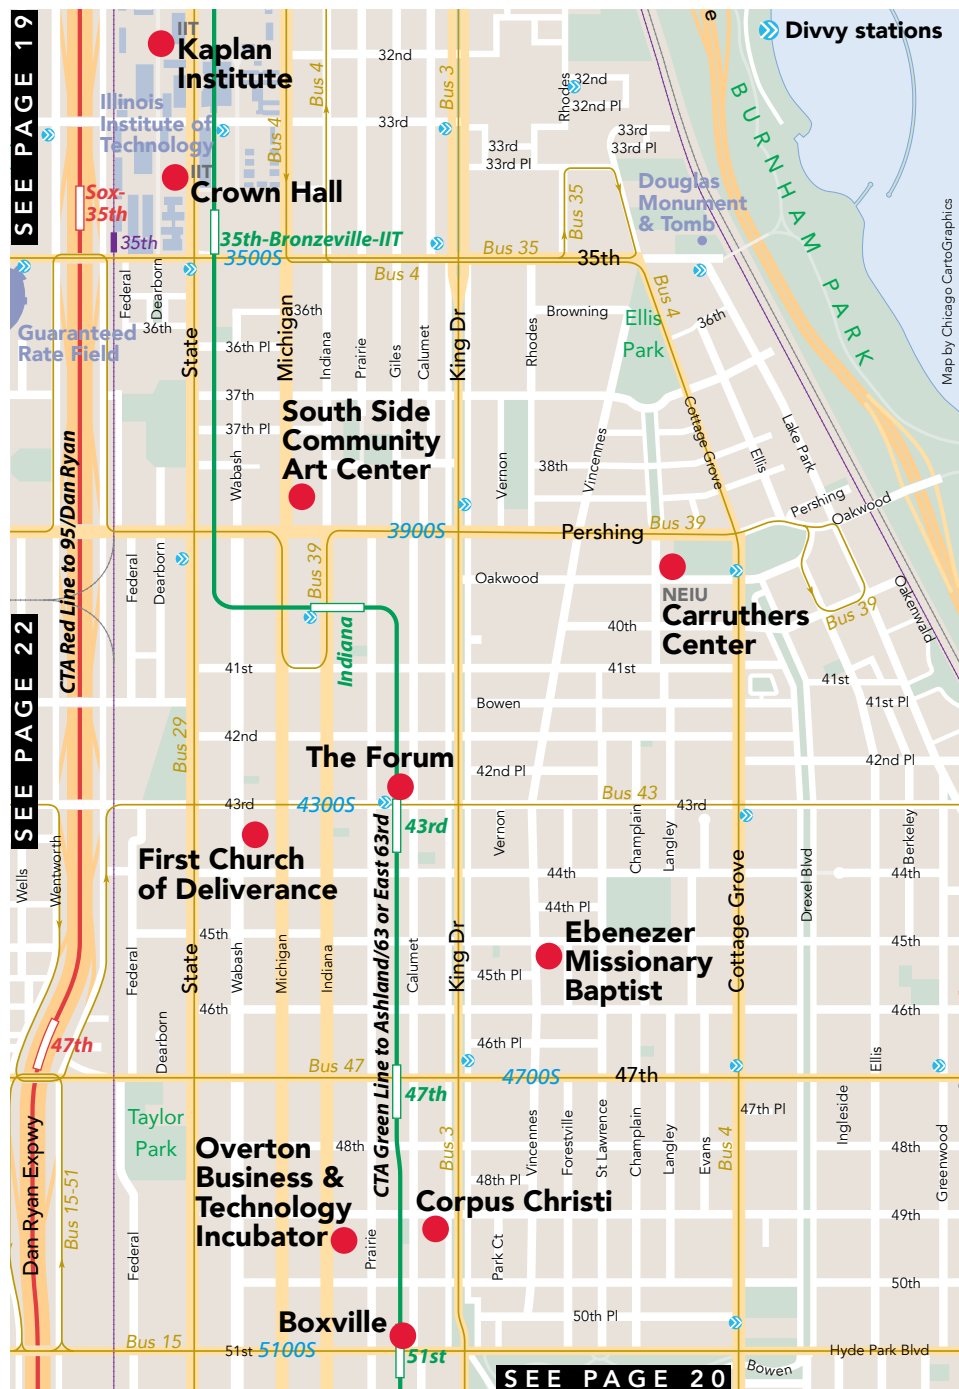 SEE PAGE 19
IIT
Kaplan
Institute
Illinois
Institute of
Technology
IIT
Crown Hall
Bus 4
Bus 4
Bus 3
32nd
33rd
Rhodes
32nd
32nd Pl
33rd
33rd Pl
33rd
33rd Pl
e
Divvy stations
BURNHAM PARK
Map by Chicago CartoGraphics
Sox-
35th
35th
35th-Bronzeville-IIT
3500S
Bus 4
Bus 35
Bus 35
35th
Douglas
Monument
& Tomb
Bus 4
Guaranteed
Rate Field
Federal
Dearborn
36th
State
36th Pl
Michigan
36th
Indiana
Prairie
Giles
Calumet
King Dr
Rhodes
Browning
Ellis
Park
36th
37th
37th Pl
Wabash
South Side
Community
Art Center
Vernon
38th
Vincennes
Cottage Grove
Ellis
Lake Park
Pershing
Oakwood
CTA Red Line to 95/Dan Ryan
3900S
Pershing
Bus 39
Federal
Dearborn
Bus 39
Oakwood
NEIU
Carruthers
Center
40th
Bus 39
Oakenwald
SEE PAGE 22
Indiana
41st
41st
41st
41st Pl
Bowen
Bus 29
42nd
The Forum
42nd Pl
42nd Pl
43rd
4300S
Bus 43
43rd
43rd
First Church
of Deliverance
Wells
Wentworth
Vernon
Champlain
Langley
Drexel Blvd
Berkeley
44th
44th
44th Pl
CTA Green Line to Ashland/63 or East 63rd
Federal
State
45th
Wabash
Michigan
Indiana
Calumet
King Dr
45th Pl
Ebenezer
Missionary
Baptist
Cottage Grove
45th
46th
46th
Dearborn
46th Pl
47th
Bus 47
4700S
47th
Ellis
47th
Taylor
Park
Vincennes
Forestville
St Lawrence
Champlain
Langley
Evans
Bus 4
47th Pl
Ingleside
Greenwood
Dan Ryan Expwy
Bus 15-51
Overton
Business &
Technology
Incubator
48th
Bus 3
48th
48th Pl
Corpus Christi
49th
Federal
Prairie
Park Ct
50th
Boxville
50th Pl
Bus 15
51st
5100S
51st
Hyde Park Blvd
SEE PAGE 20
Bowen